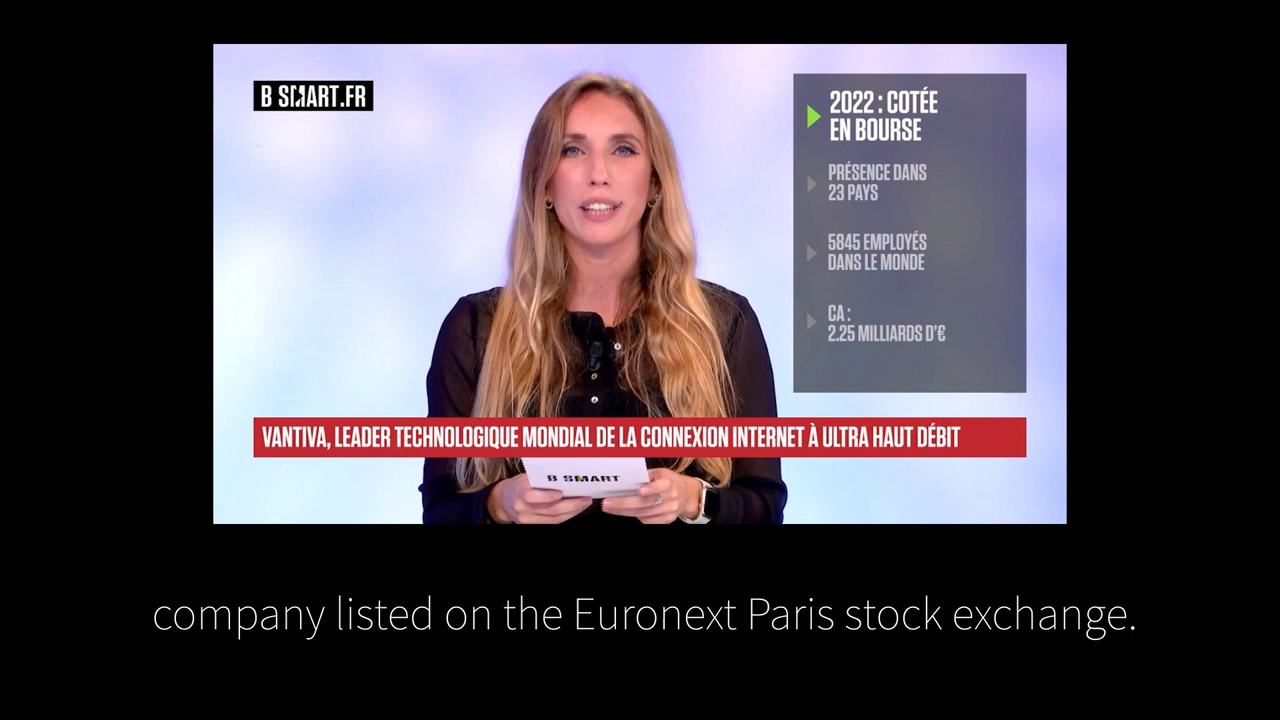 B SMART.FR
2022 : COTÉE
EN BOURSE
PRÉSENCE DANS
23 PAYS
5845 EMPLOYÉS
DANS LE MONDE
CA :
2.25 MILLIARDS D'€
VANTIVA, LEADER TECHNOLOGIQUE MONDIAL DE LA CONNEXION INTERNET À ULTRA HAUT DÉBIT
B SMART
company listed on the Euronext Paris stock exchange.